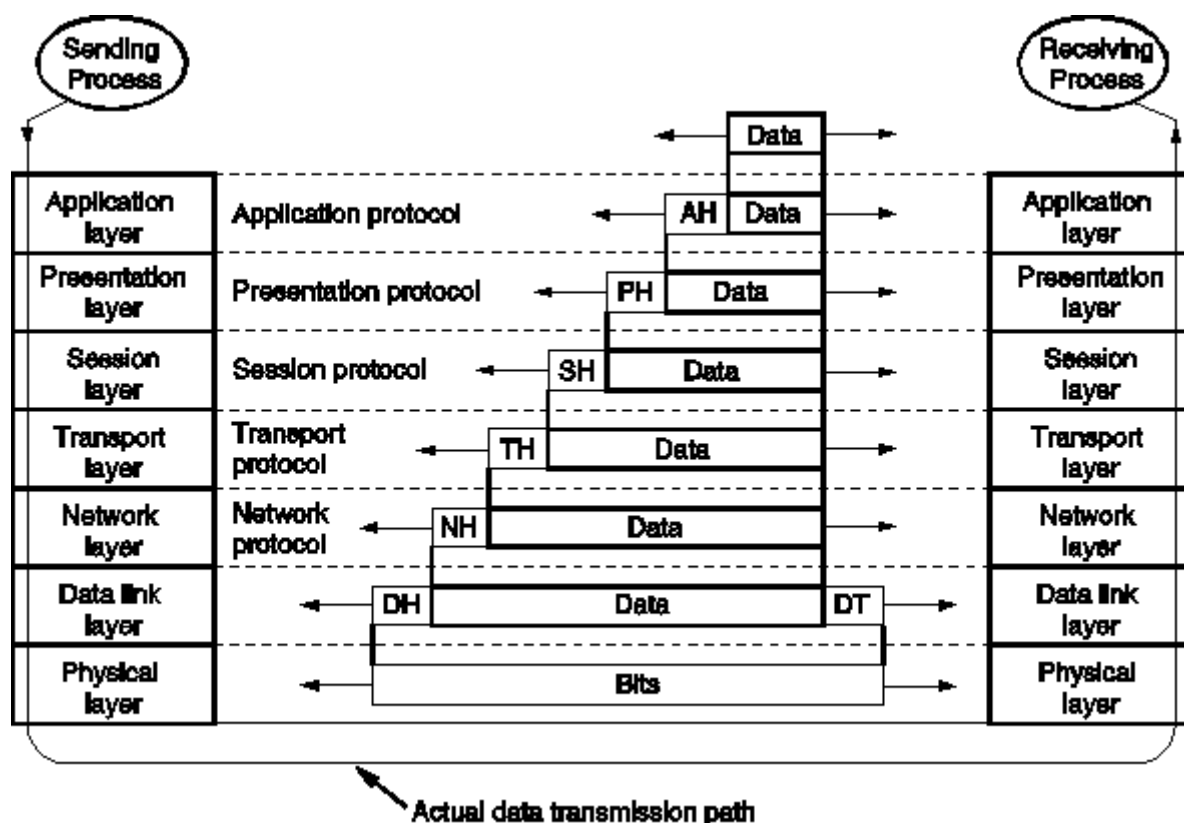 Sending
Process
Receiving
Process
Data
Application
layer
Application protocol
AH
Data
Application
layer
Presentation
layer
Presentation protocol
PH
Data
Presentation
layer
Session
layer
Session protocol
SH
Data
Session
layer
Transport
layer
Transport
protocol
TH
Data
Transport
layer
Network
layer
Network
protocol
NH
Data
Network
layer
Data link
layer
DH
Data
DT
Data link
layer
Physical
layer
Bits
Physical
layer
Actual data transmission path